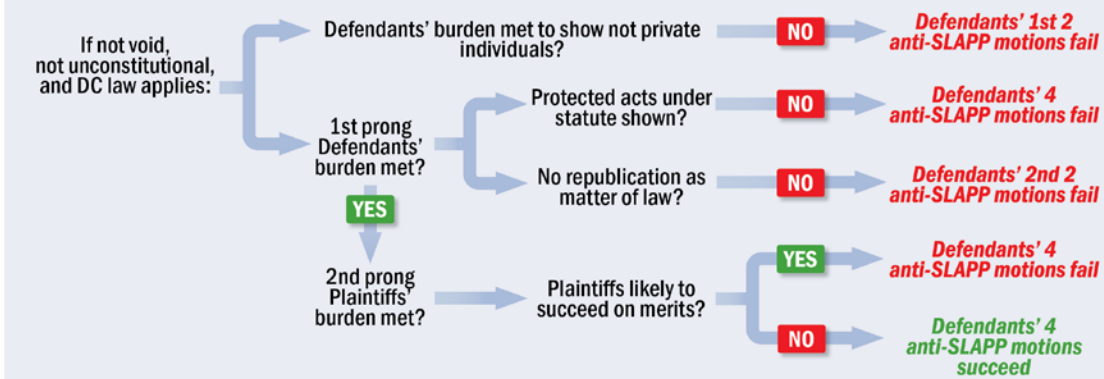 If not void,
not unconstitutional,
and DC law applies:
Defendants' burden met to show not private
individuals?
NO
Defendants' 1st 2
anti-SLAPP motions fail
1st prong
Defendants'
burden met?
Protected acts under
statute shown?
NO
Defendants' 4
anti-SLAPP motions fail
No republication as
matter of law?
NO
Defendants' 2nd 2
anti-SLAPP motions fail
YES
2nd prong
Plaintiffs'
burden met?
Plaintiffs likely to
succeed on merits?
YES
Defendants' 4
anti-SLAPP motions fail
NO
Defendants' 4
anti-SLAPP motions
succeed